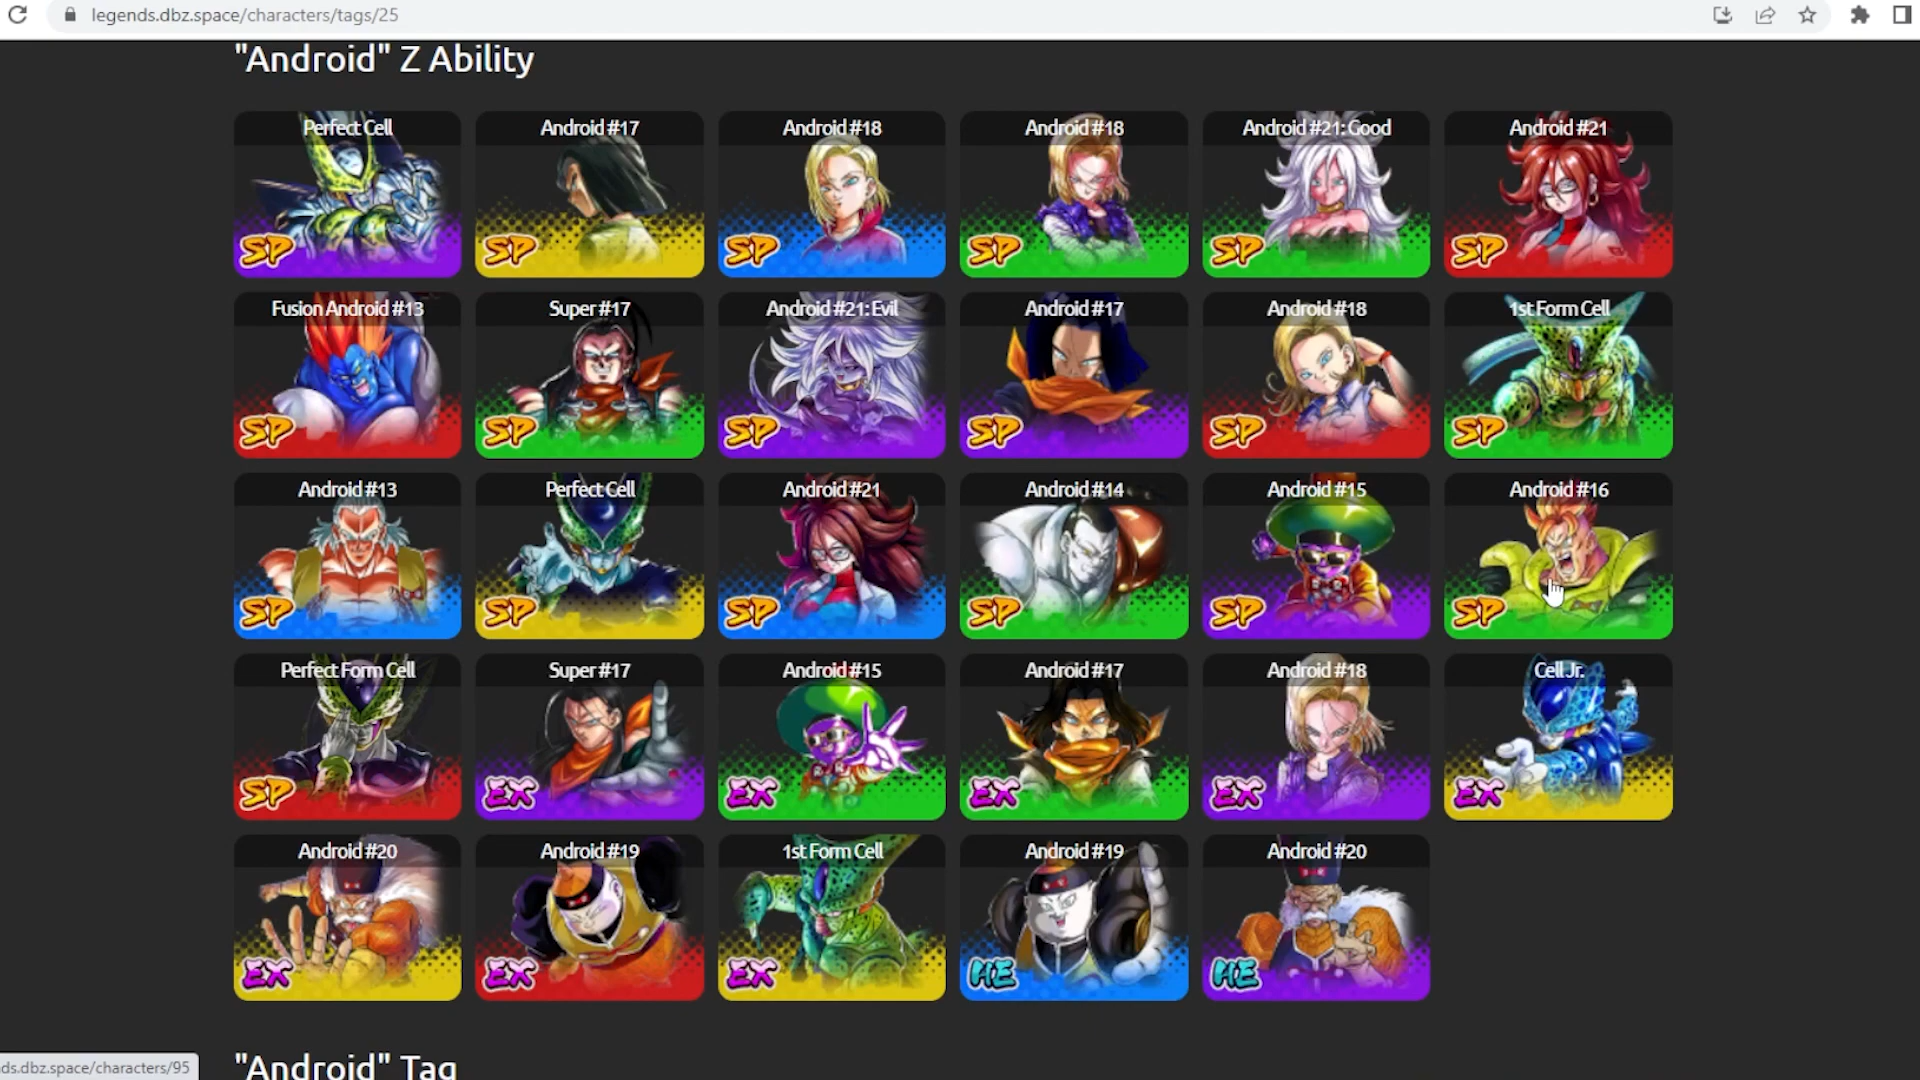 legends.dbz.space/characters/tags/25
"Android" Z Ability
Perfect Cell
SP
Android #17
SP
Android #18
SP
Android #18
SP
Android #21: Good
SP
Android #21
SP
Fusion Android #13
SP
Super #17
SP
Android #21: Evil
SP
Android #17
SP
Android #18
SP
1st Form Cell
SP
Android #13
SP
Perfect Cell
SP
Android #21
SP
Android #14
SP
Android #15
SP
Android #16
SP
Perfect Form Cell
SP
Super #17
EX
Android #15
EX
Android #17
EX
Android #18
EX
Cell Jr.
EX
Android #20
EX
Android #19
EX
1st Form Cell
EX
Android #19
HE
Android #20
HE
"Android" Tag
ds.dbz.space/characters/95